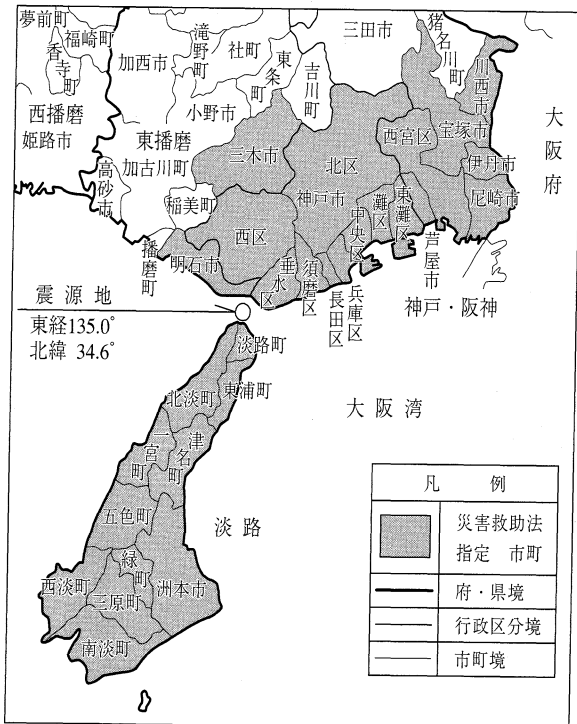 夢前町
福崎町
香寺町
西播磨
姫路市
加西市
滝野町
社町
東条町
吉川町
三田市
猪名川町
川西市
大阪府
小野市
東播磨
加古川町
高砂市
三木市
北区
神戸市
西宮区
宝塚市
伊丹市
尼崎市
稲美町
西区
中央区
灘区
東灘区
芦屋市
播磨町
明石市
垂水区
須磨区
長田区
兵庫区
神戸・阪神
震源地
東経135.0°
北緯 34.6°
淡路町
北淡町
東浦町
大阪湾
一宮町
津名町
五色町
淡路
緑町
西淡町
三原町
洲本市
南淡町
凡 例
災害救助法
指定 市町
府・県境
行政区分境
市町境